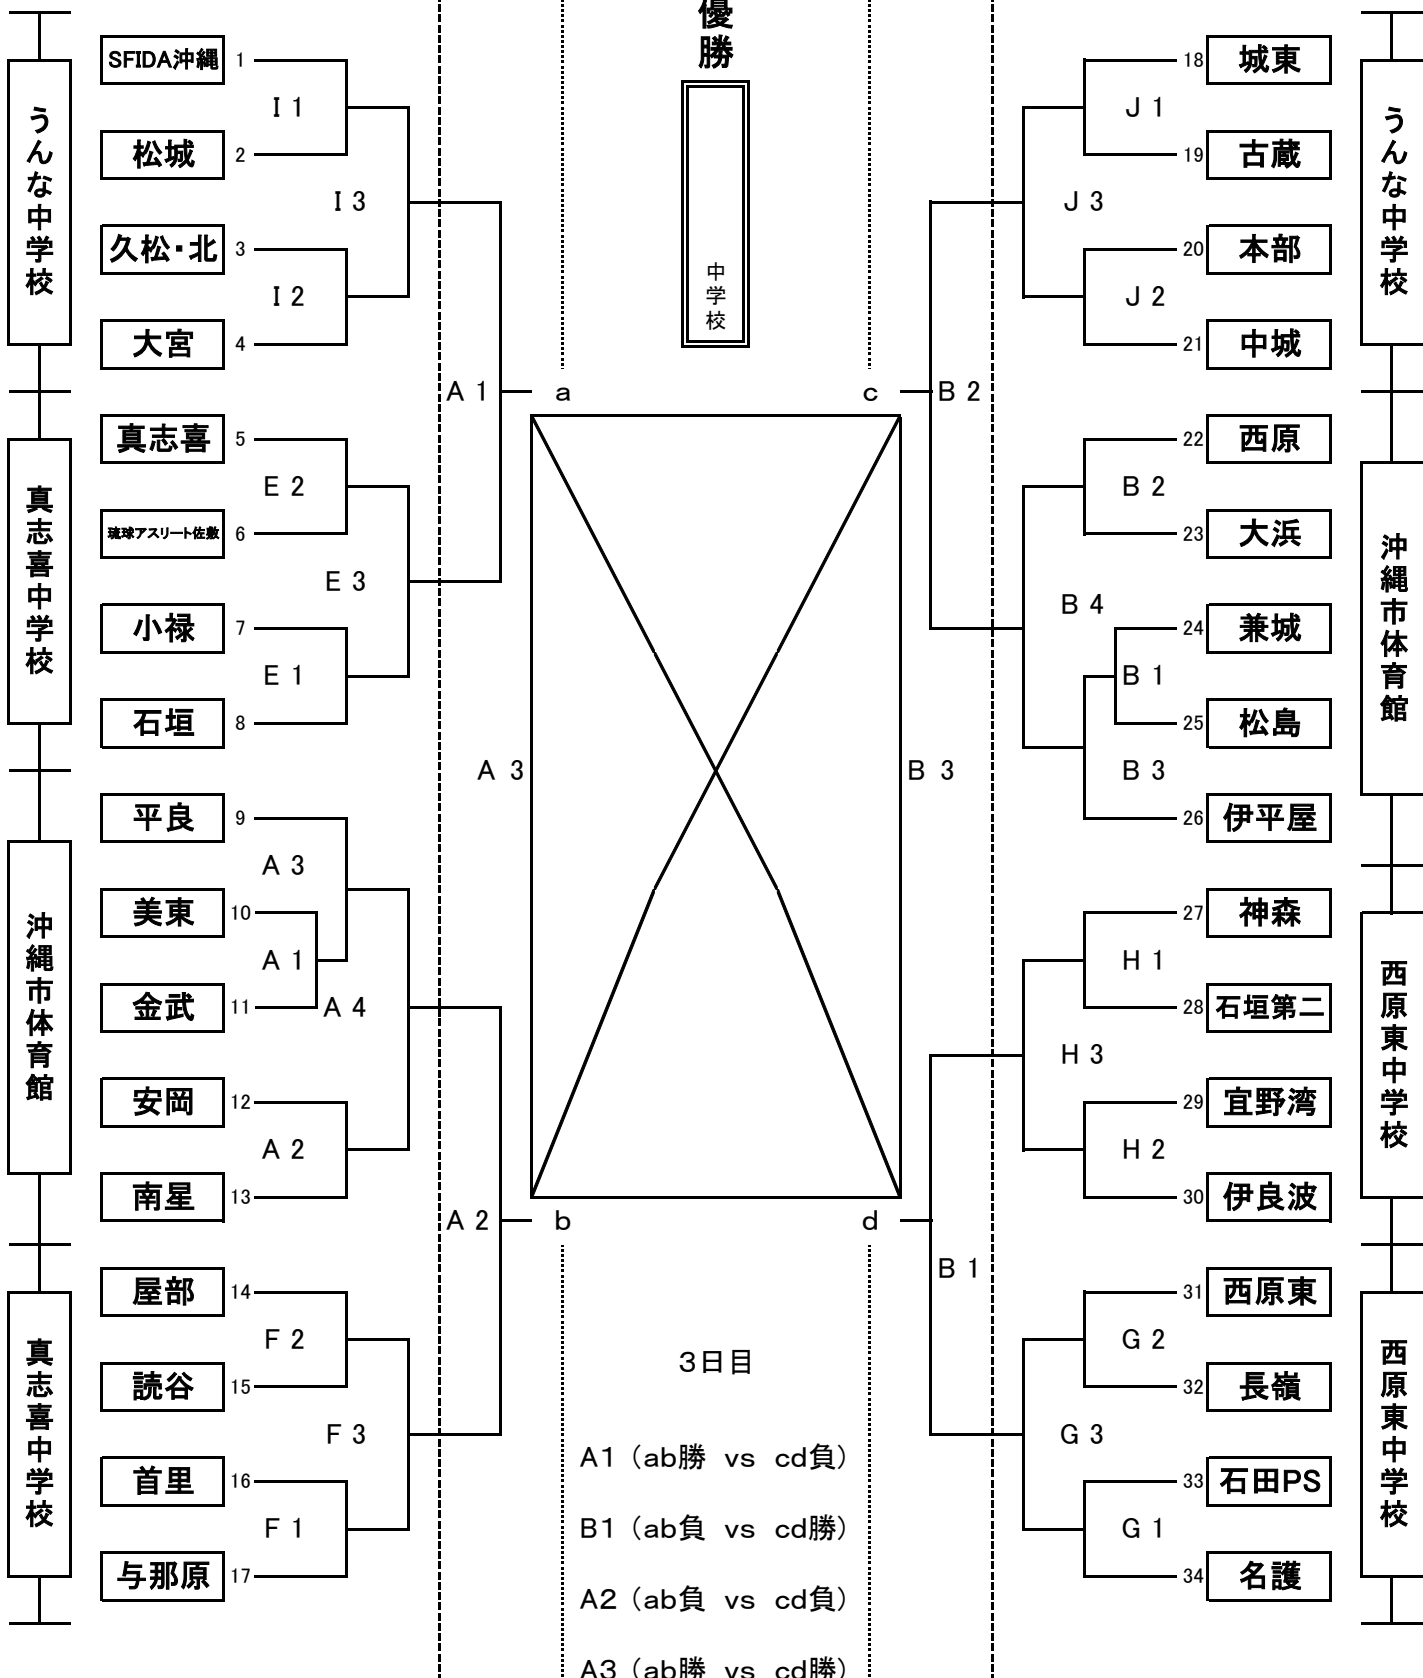 優勝
中学校
うんな中学校
真志喜中学校
沖縄市体育館
真志喜中学校
SFIDA沖縄 1
I 1
松城 2
I 3
久松・北 3
I 2
大宮 4
A 1
真志喜 5
E 2
琉球アスリート佐敷 6
E 3
小禄 7
E 1
石垣 8
平良 9
A 3
美東 10
A 1
金武 11
A 4
安岡 12
A 2
南星 13
A 2
屋部 14
F 2
読谷 15
F 3
首里 16
F 1
与那原 17
a
c
A 3
B 3
b
d
3日目
A1（ab勝 vs cd負）
B1（ab負 vs cd勝）
A2（ab負 vs cd負）
A3（ab勝 vs cd勝）
18 城東
J 1
19 古蔵
J 3
20 本部
J 2
21 中城
B 2
22 西原
B 2
23 大浜
B 4
24 兼城
B 1
25 松島
B 3
26 伊平屋
27 神森
H 1
28 石垣第二
H 3
29 宜野湾
H 2
30 伊良波
B 1
31 西原東
G 2
32 長嶺
G 3
33 石田PS
G 1
34 名護
うんな中学校
沖縄市体育館
西原東中学校
西原東中学校